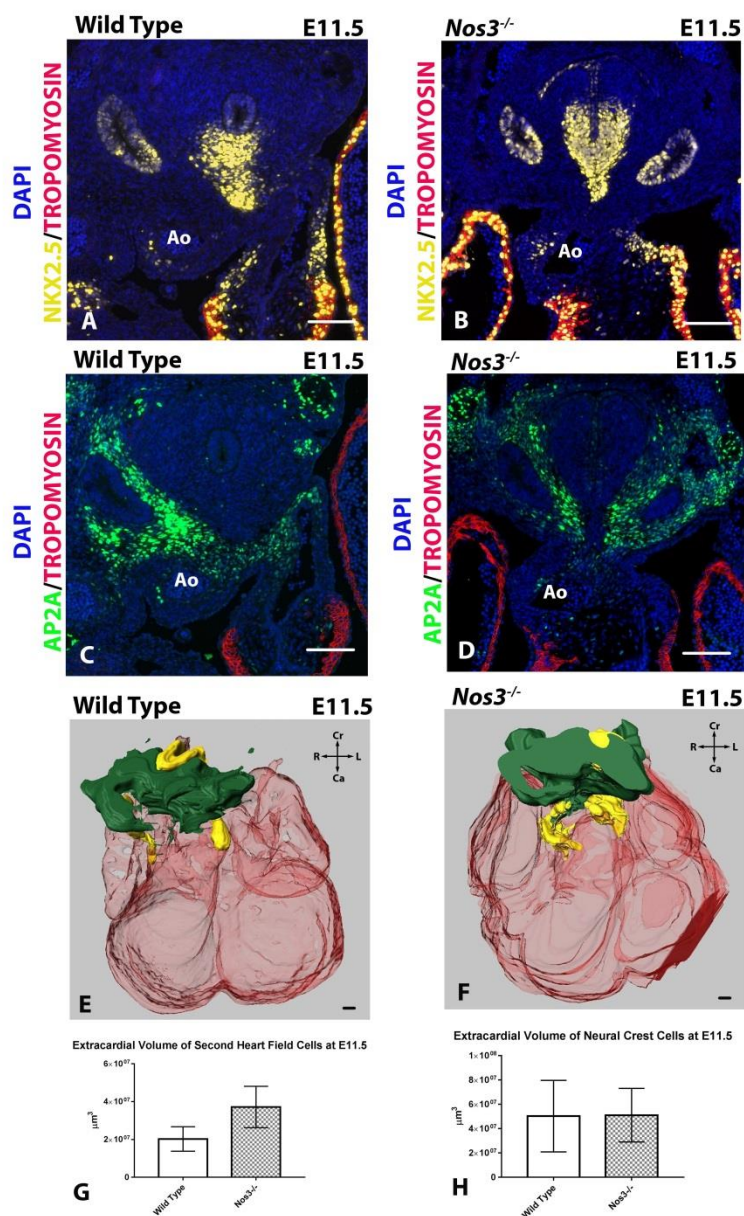 Wild Type E11.5
Nos3-/- E11.5
NKX2.5/TROPOMYOSIN
DAPI
Ao
A
NKX2.5/TROPOMYOSIN
DAPI
Ao
B
Wild Type E11.5
Nos3-/- E11.5
AP2A/TROPOMYOSIN
DAPI
Ao
C
AP2A/TROPOMYOSIN
DAPI
Ao
D
Wild Type E11.5
Nos3-/- E11.5
Cr
R L
Ca
E
Cr
R L
Ca
F
Extracardial Volume of Second Heart Field Cells at E11.5
6×10^07
4×10^07
2×10^07
0
μm³
Wild Type
Nos3-/-
G
Extracardial Volume of Neural Crest Cells at E11.5
1×10^08
8×10^07
6×10^07
4×10^07
2×10^07
0
μm³
Wild Type
Nos3-/-
H